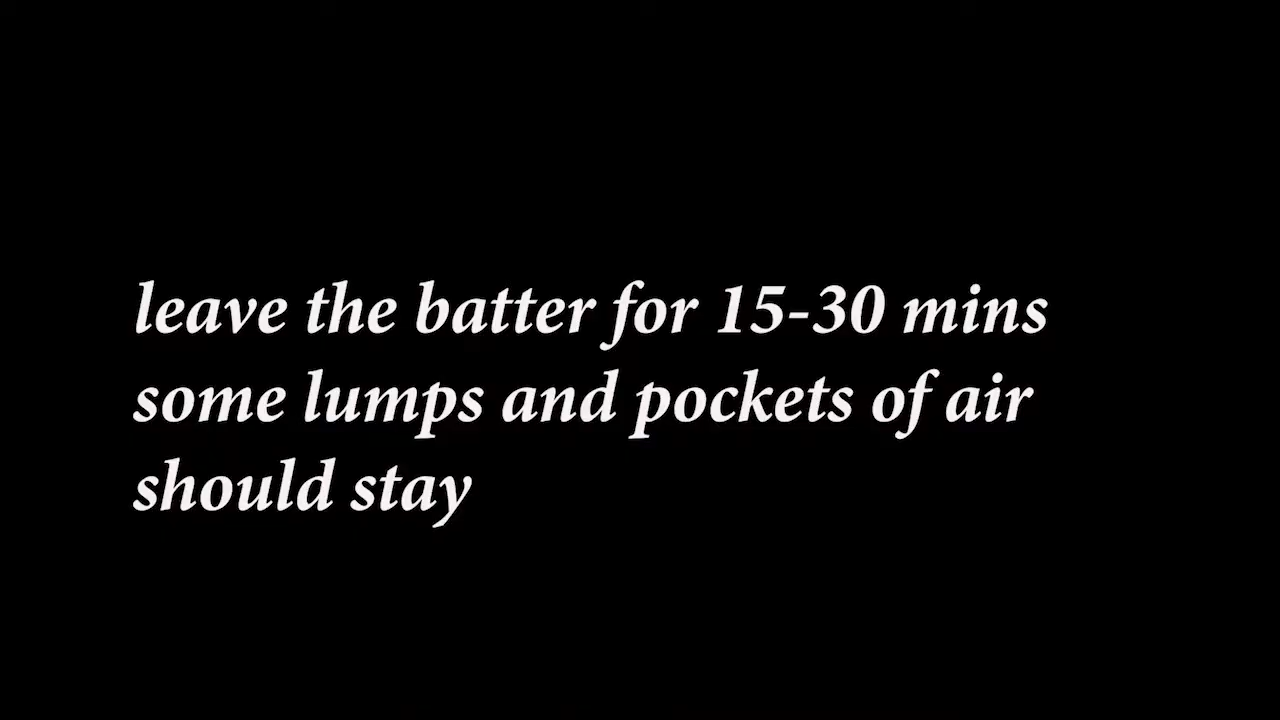 leave the batter for 15-30 mins
some lumps and pockets of air
should stay